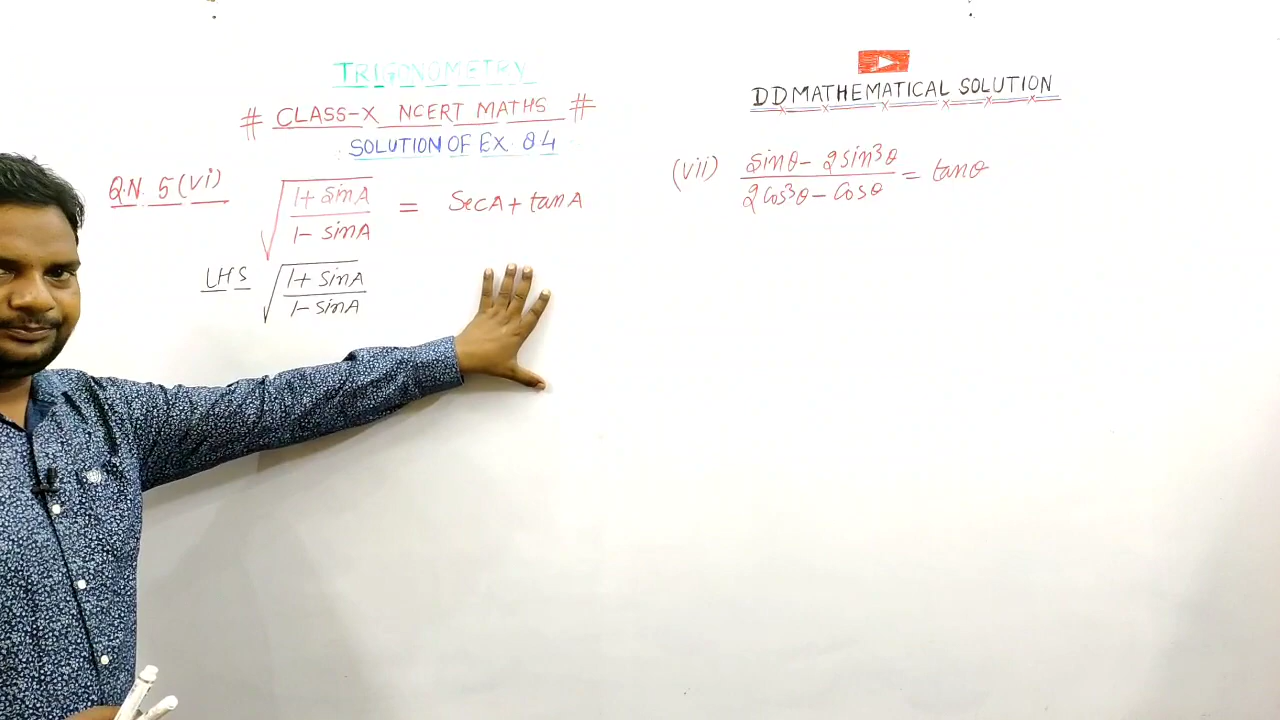 TRIGONOMETRY
# CLASS-X NCERT MATHS #
SOLUTION OF EX. 8.4
Q.N. 5 (vi) √((1 + sinA)/(1 - sinA)) = SecA + tanA
LHS √((1 + sinA)/(1 - sinA))
DD MATHEMATICAL SOLUTION
(vii) (sinθ - 2sin³θ)/(2cos³θ - cosθ) = tanθ